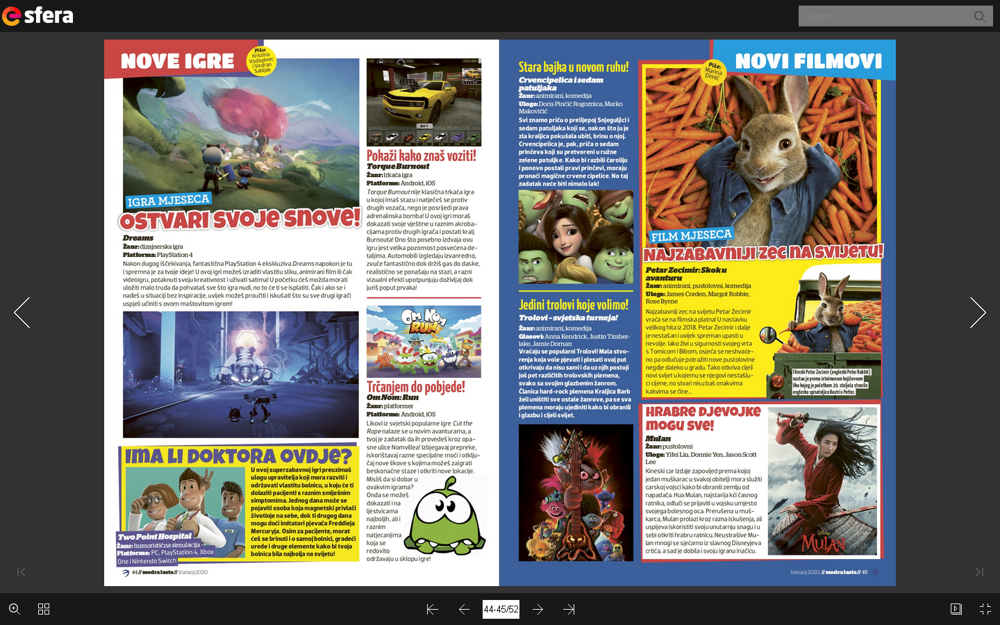 sfera
Search
NOVE IGRE
Pišu:
Kristina
Vodopivec
i Vedran
Sabljak
IGRA MJESECA
OSTVARI SVOJE SNOVE!
Dreams
Žanr: dizajnerska igra
Platforma: PlayStation 4
Nakon dugog iščekivanja, fantastična PlayStation 4 ekskluziva Dreams napokon je tu
i spremna je za tvoje ideje! U ovoj igri možeš izraditi vlastitu sliku, animirani film ili čak
videoigru, potaknuti svoju kreativnost i uživati satima! U početku ćeš možda morati
uložiti malo truda da pohvataš sve što igra nudi, no to će ti se isplatiti. Čak i ako se i
nađeš u situaciji bez inspiracije, uvijek možeš proučiti i iskušati što su sve drugi igrači
uspjeli učiniti s ovom maštovitom igrom!
IMA LI DOKTORA OVDJE?
U ovoj superzabavnoj igri preuzimaš
ulogu upravitelja koji mora razviti i
održavati vlastitu bolnicu, u koju će ti
dolaziti pacijenti s raznim smiješnim
simptomima. Jednog dana može se
pojaviti osoba koja magnetski privlači
životinje na sebe, dok ti drugog dana
mogu doći imitatori pjevača Freddieja
Mercuryja. Osim za pacijente, morat
ćeš se brinuti i o samoj bolnici, gradeći
urede i druge elemente kako bi tvoja
bolnica bila najbolja na svijetu!
Two Point Hospital
Žanr: humoristična simulacija
Platforme: PC, PlayStation 4, Xbox
One i Nintendo Switch
44 // modra lasta // travanj 2020.
BUY
Pokaži kako znaš voziti!
Torque Burnout
Žanr: trkaća igra
Platforme: Android, iOS
Torque Burnout nije klasična trkaća igra
u kojoj imaš stazu i natječeš se protiv
drugih vozača, nego je posrijedi prava
adrenalinska bomba! U ovoj igri moraš
dokazati svoje vještine u raznim akroba-
cijama protiv drugih igrača i postati kralj
Burnouta! Ono što posebno izdvaja ovu
igru jest velika pozornost posvećena de-
taljima. Automobili izgledaju izvanredno,
zvuče fantastično dok držiš gas do daske,
realistično se ponašaju na stazi, a razni
vizualni efekti upotpunjuju doživljaj dok
juriš poput prvaka!
OM NOM
RUN
Trčanjem do pobjede!
Om Nom: Run
Žanr: platformer
Platforme: Android, iOS
Likovi iz svjetski popularne igre Cut the
Rope nalaze se u novim avanturama, a
tvoj je zadatak da ih provedeš kroz opa-
sne ulice Nomvillea! Izbjegavaj prepreke,
iskorištavaj razne specijalne moći i otklju-
čaj nove likove s kojima možeš zaigrati
beskonačne staze i otkriti nove lokacije.
Misliš da si dobar u
ovakvim igrama?
Onda se možeš
dokazati i na
ljestvicama
najboljih, ali i
raznim
natjecanjima
koja se
redovito
održavaju u sklopu igre!
Stara bajka u novom ruhu!
Crvencipelica i sedam
patuljaka
Žanr: animirani, komedija
Uloge: Doris Pinčić Rogoznica, Marko
Makovičić
Svi znamo priču o prelijepoj Snjeguljici i
sedam patuljaka koji se, nakon što ju je
zla kraljica pokušala ubiti, brinu o njoj.
Crvencipelica je, pak, priča o sedam
prinčeva koji su pretvoreni u ružne
zelene patuljke. Kako bi razbili čaroliju
i ponovo postali pravi prinčevi, moraju
pronaći magične crvene cipelice. No taj
zadatak neće biti nimalo lak!
Jedini trolovi koje volimo!
Trolovi - svjetska turneja!
Žanr: animirani, komedija
Glasovi: Anna Kendrick, Justin Timber-
lake, Jamie Dornan
Vraćaju se popularni Trolovi! Mala stvo-
renja koja vole pjevati i plesati ovaj put
otkrivaju da nisu sami i da uz njih postoji
još pet različitih trolovskih plemena,
svako sa svojim glazbenim žanrom.
Članica hard-rock plemena Kraljica Barb
želi uništiti sve ostale žanrove, pa se sva
plemena moraju ujediniti kako bi obranili
i glazbu i cijeli svijet.
NOVI FILMOVI
Piše:
Marina
Dimić
FILM MJESECA
NAJZABAVNIJI ZEC NA SVIJETU!
Petar Zecimir: Skok u
avanturu
Žanr: animirani, pustolovni, komedija
Uloge: James Corden, Margot Robbie,
Rose Byrne
Najzabavniji zec na svijetu Petar Zecimir
vraća se na filmska platna! U nastavku
velikog hita iz 2018. Petar Zecimir i dalje
je nestašan i uvijek spreman upasti u
nevolje. Iako živi u sigurnosti svojeg vrta
s Tomicom i Bibom, osjeća se neshvaće-
no pa odlučuje potražiti nove pustolovine
negdje daleko u gradu. Tako otkriva cijeli
novi svijet u kojemu se njegovi nestašlu-
ci cijene, no stvari nisu baš onakvima
kakvima se čine...
Filmski Petar Zecimir (engleski Peter Rabbit)
nastao je prema istoimenom književnom
liku kojeg je početkom 20. stoljeća stvorila
engleska spisateljica Beatrix Potter.
HRABRE DJEVOJKE
MOGU SVE!
Mulan
Žanr: pustolovni
Uloge: Yifei Liu, Donnie Yen, Jason Scott
Lee
Kineski car izdaje zapovijed prema kojoj
jedan muškarac u svakoj obitelji mora služiti
carskoj vojsci kako bi obranili zemlju od
napadača. Hua Mulan, najstarija kći časnog
ratnika, odluči se prijaviti u vojsku umjesto
svojega bolesnog oca. Prerušena u muš-
karca, Mulan prolazi kroz razna iskušenja, ali
uspijeva iskoristiti svoju unutarnju snagu i u
sebi otkriti hrabru ratnicu. Neustrašive Mu-
lan mnogi se sjećamo iz slavnog Disneyjeva
crtića, a sad je dobila i svoju igranu inačicu.
MULAN
travanj 2020. // modra lasta // 45
44-45/52